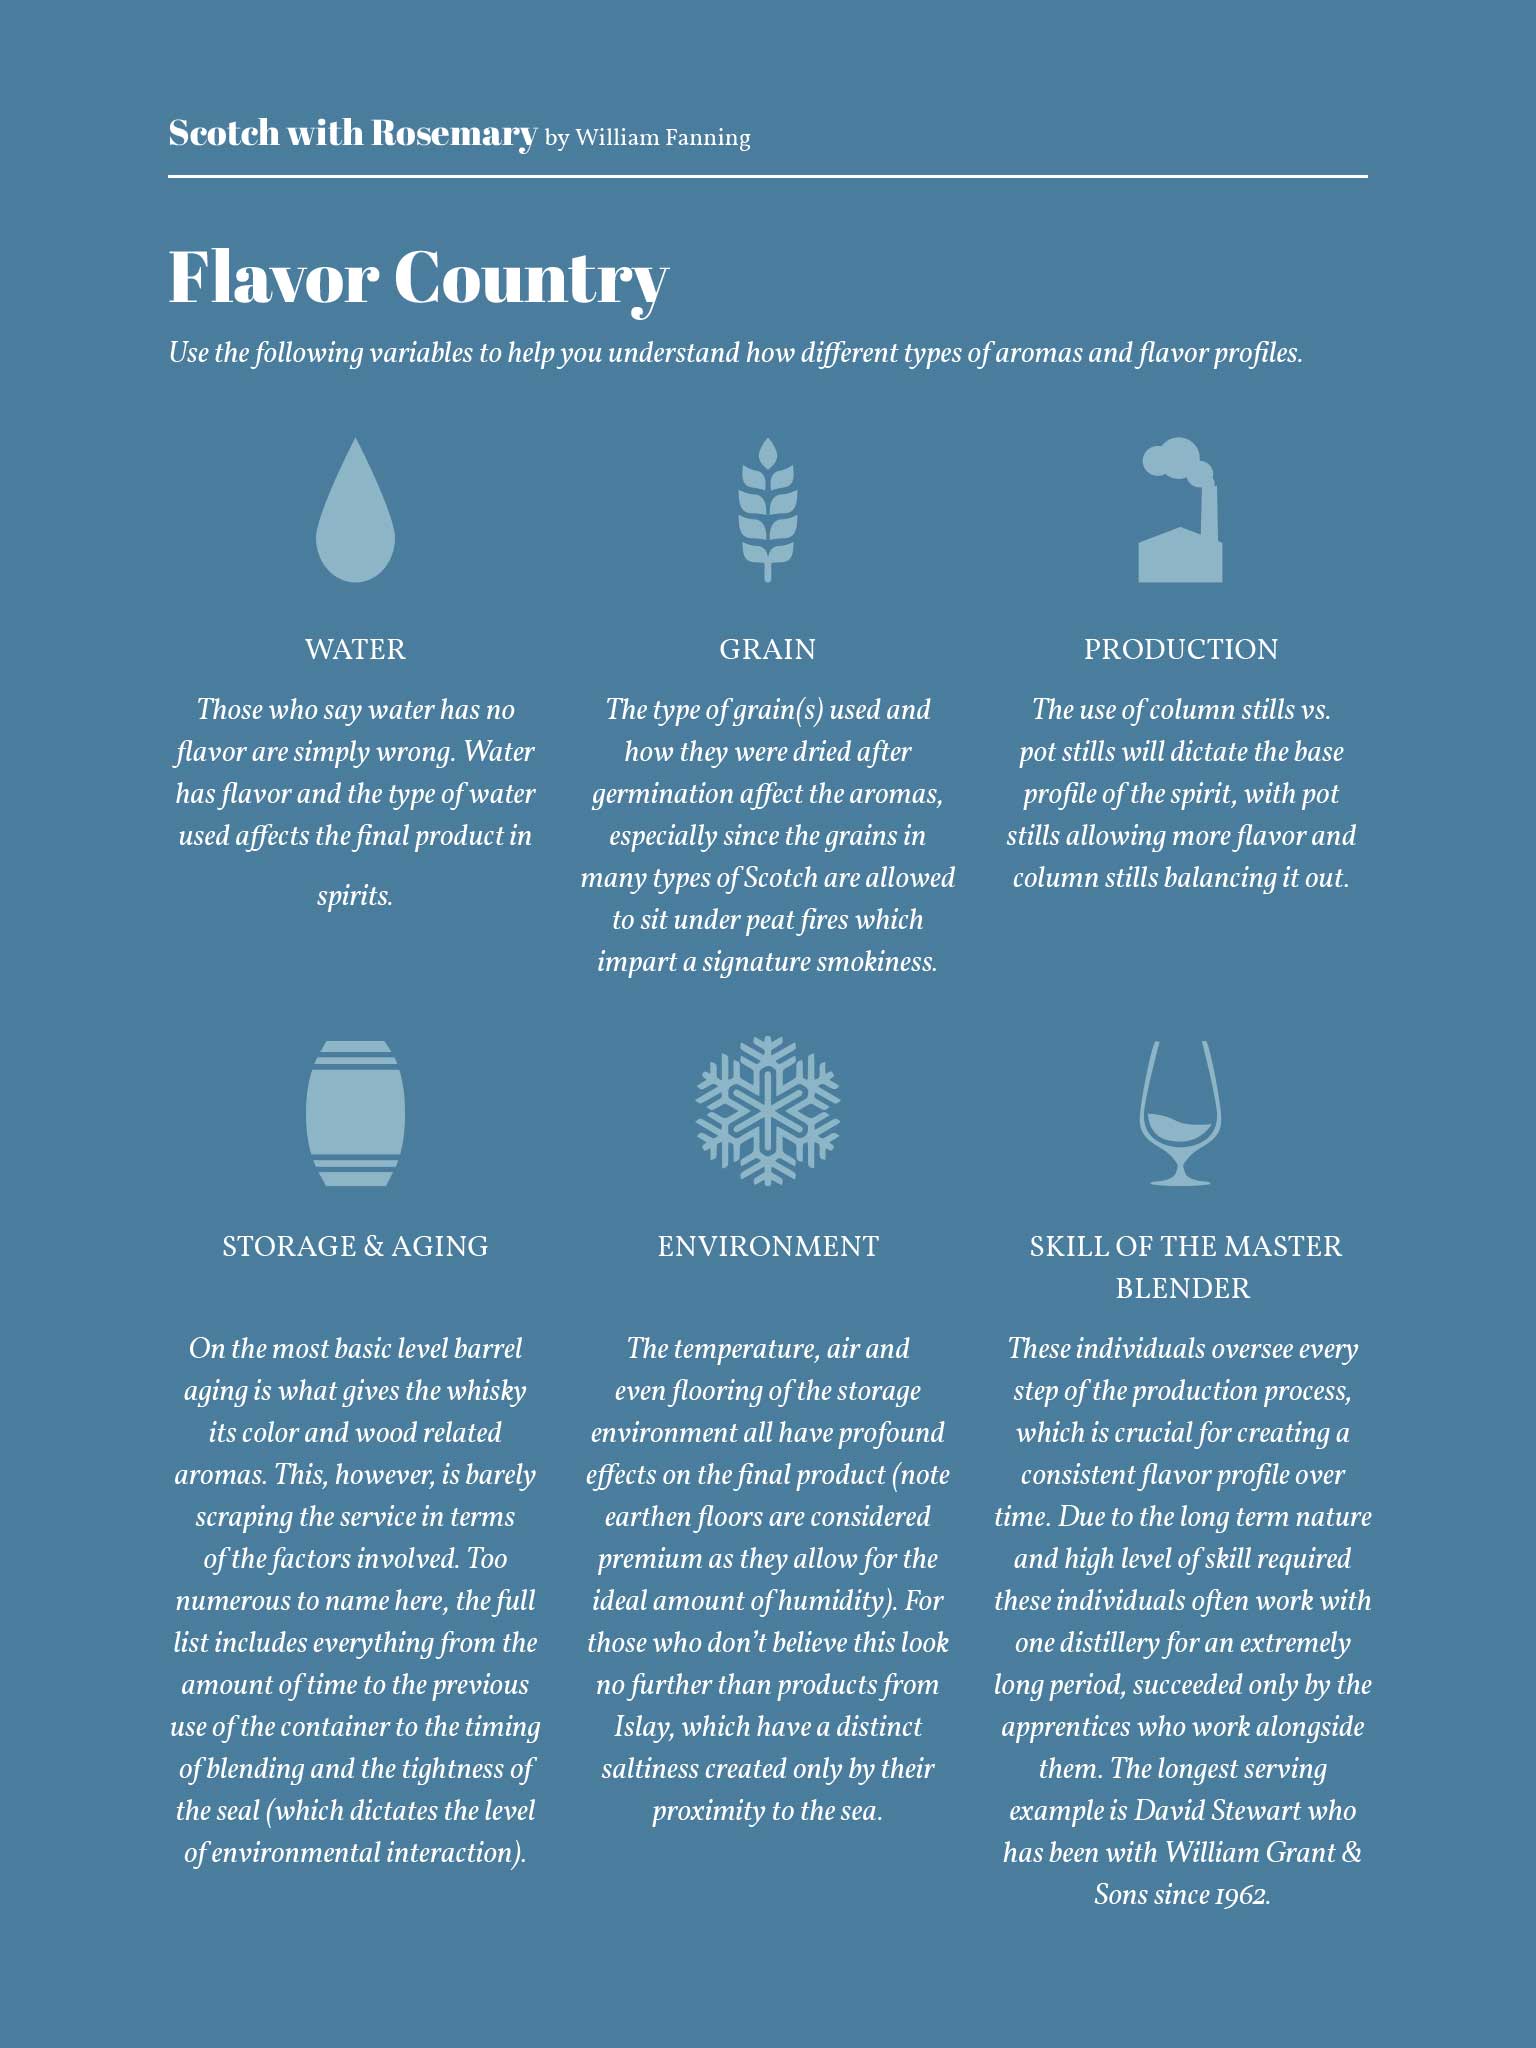 Scotch with Rosemary by William Fanning
Flavor Country
Use the following variables to help you understand how different types of aromas and flavor profiles.
WATER
Those who say water has no
flavor are simply wrong. Water
has flavor and the type of water
used affects the final product in
spirits.
GRAIN
The type of grain(s) used and
how they were dried after
germination affect the aromas,
especially since the grains in
many types of Scotch are allowed
to sit under peat fires which
impart a signature smokiness.
PRODUCTION
The use of column stills vs.
pot stills will dictate the base
profile of the spirit, with pot
stills allowing more flavor and
column stills balancing it out.
STORAGE & AGING
On the most basic level barrel
aging is what gives the whisky
its color and wood related
aromas. This, however, is barely
scraping the service in terms
of the factors involved. Too
numerous to name here, the full
list includes everything from the
amount of time to the previous
use of the container to the timing
of blending and the tightness of
the seal (which dictates the level
of environmental interaction).
ENVIRONMENT
The temperature, air and
even flooring of the storage
environment all have profound
effects on the final product (note
earthen floors are considered
premium as they allow for the
ideal amount of humidity). For
those who don’t believe this look
no further than products from
Islay, which have a distinct
saltiness created only by their
proximity to the sea.
SKILL OF THE MASTER
BLENDER
These individuals oversee every
step of the production process,
which is crucial for creating a
consistent flavor profile over
time. Due to the long term nature
and high level of skill required
these individuals often work with
one distillery for an extremely
long period, succeeded only by the
apprentices who work alongside
them. The longest serving
example is David Stewart who
has been with William Grant &
Sons since 1962.